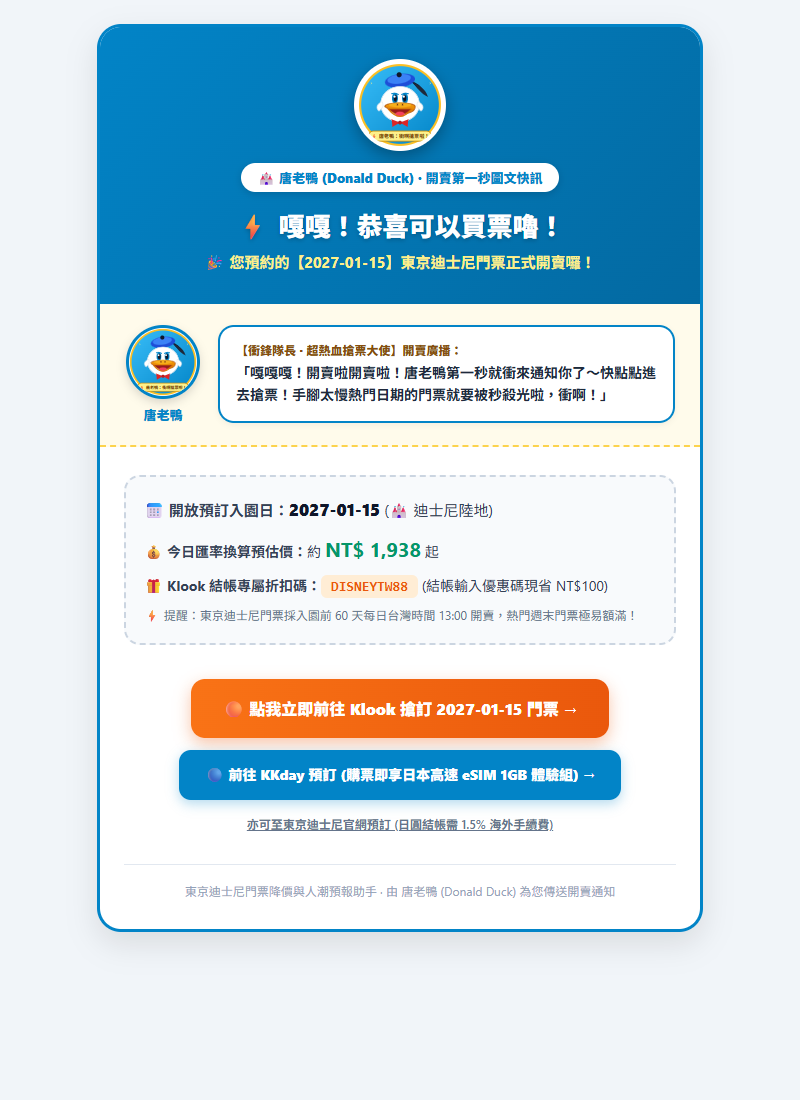 🏰 唐老鴨 (Donald Duck)・開賣第一秒圖文快訊
⚡ 嘎嘎！恭喜可以買票嚕！
🎉 您預約的【2027-01-15】東京迪士尼門票正式開賣囉！
【衝鋒隊長 - 超熱血搶票大使】開賣廣播：
「嘎嘎嘎！開賣啦開賣啦！唐老鴨第一秒就衝來通知你了～快點點進
去搶票！手腳太慢熱門日期的門票就要被秒殺光啦，衝啊！」
唐老鴨
📅 開放預訂入園日：2027-01-15 (🏰 迪士尼陸地)
💰 今日匯率換算預估價：約 NT$ 1,938 起
🎁 Klook 結帳專屬折扣碼： DISNEYTW88 (結帳輸入優惠碼現省 NT$100)
⚡ 提醒：東京迪士尼門票採入園前 60 天每日台灣時間 13:00 開賣，熱門週末門票極易額滿！
🟠 點我立即前往 Klook 搶訂 2027-01-15 門票 →
🔵 前往 KKday 預訂 (購票即享日本高速 eSIM 1GB 體驗組) →
亦可至東京迪士尼官網預訂 (日圓結帳需 1.5% 海外手續費)
東京迪士尼門票降價與人潮預報助手 · 由 唐老鴨 (Donald Duck) 為您傳送開賣通知